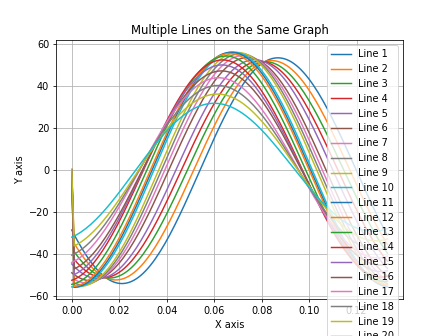 Multiple Lines on the Same Graph
60
40
20
0
−20
−40
−60
Y axis
0.00
0.02
0.04
0.06
0.08
0.10
X axis
Line 1
Line 2
Line 3
Line 4
Line 5
Line 6
Line 7
Line 8
Line 9
Line 10
Line 11
Line 12
Line 13
Line 14
Line 15
Line 16
Line 17
Line 18
Line 19
Line 20